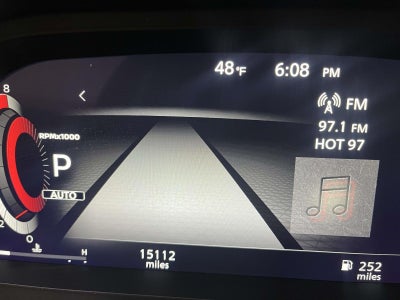 48°F 6:08 PM
8
FM
97.1 FM
HOT 97
RPMx1000
P
AUTO
2
0
H
15112
miles
252
miles